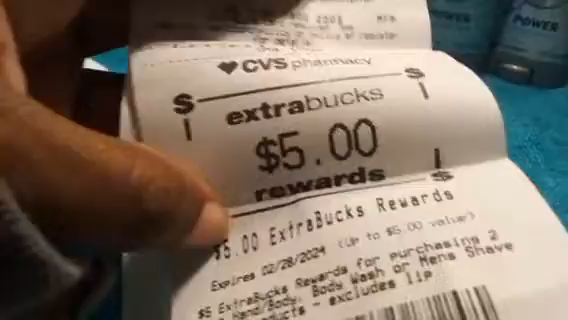 CVS pharmacy
$ $
extrabucks
$5.00
rewards
$
$5.00 ExtraBucks Rewards
Expires 02/28/2024 (Up to $5.00 value)
$5 ExtraBucks Rewards for purchasing 2
Hand/Body, Body Wash or Mens Shave
products - excludes lip
POWER